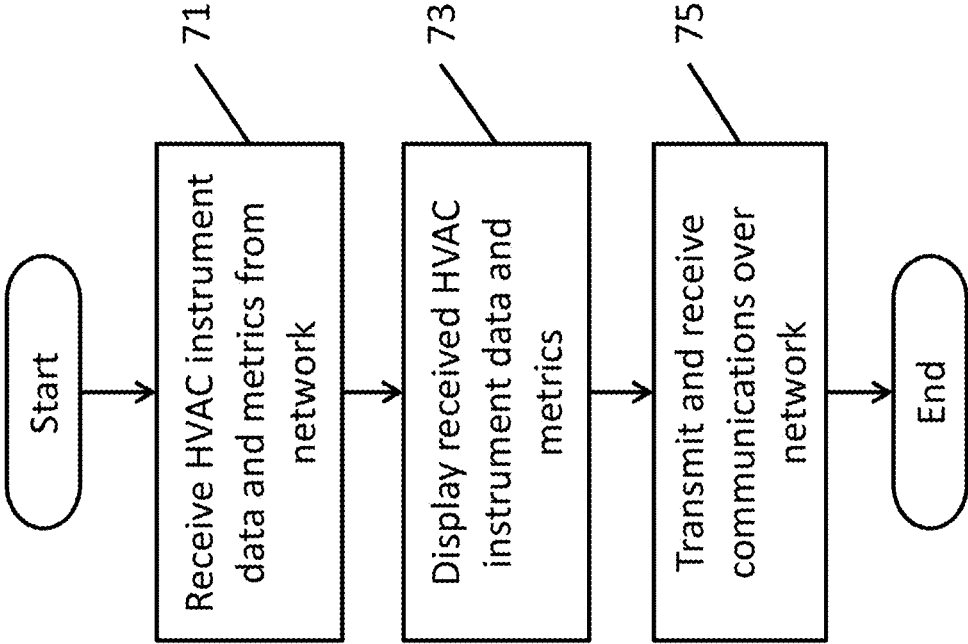 Start
Receive HVAC instrument
data and metrics from
network
71
Display received HVAC
instrument data and
metrics
73
Transmit and receive
communications over
network
75
End